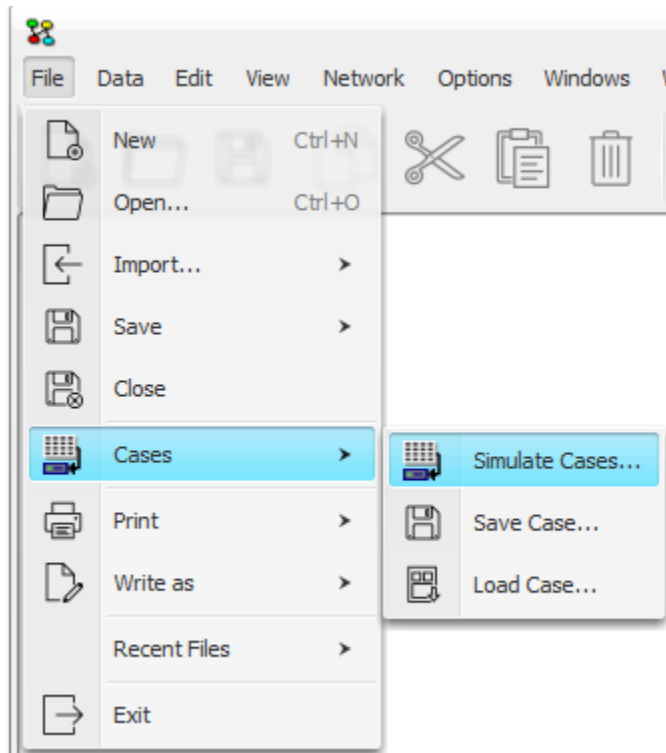 File Data Edit View Network Options Windows
New Ctrl+N
Open... Ctrl+O
Import...
Save
Close
Cases
Simulate Cases...
Save Case...
Load Case...
Print
Write as
Recent Files
Exit